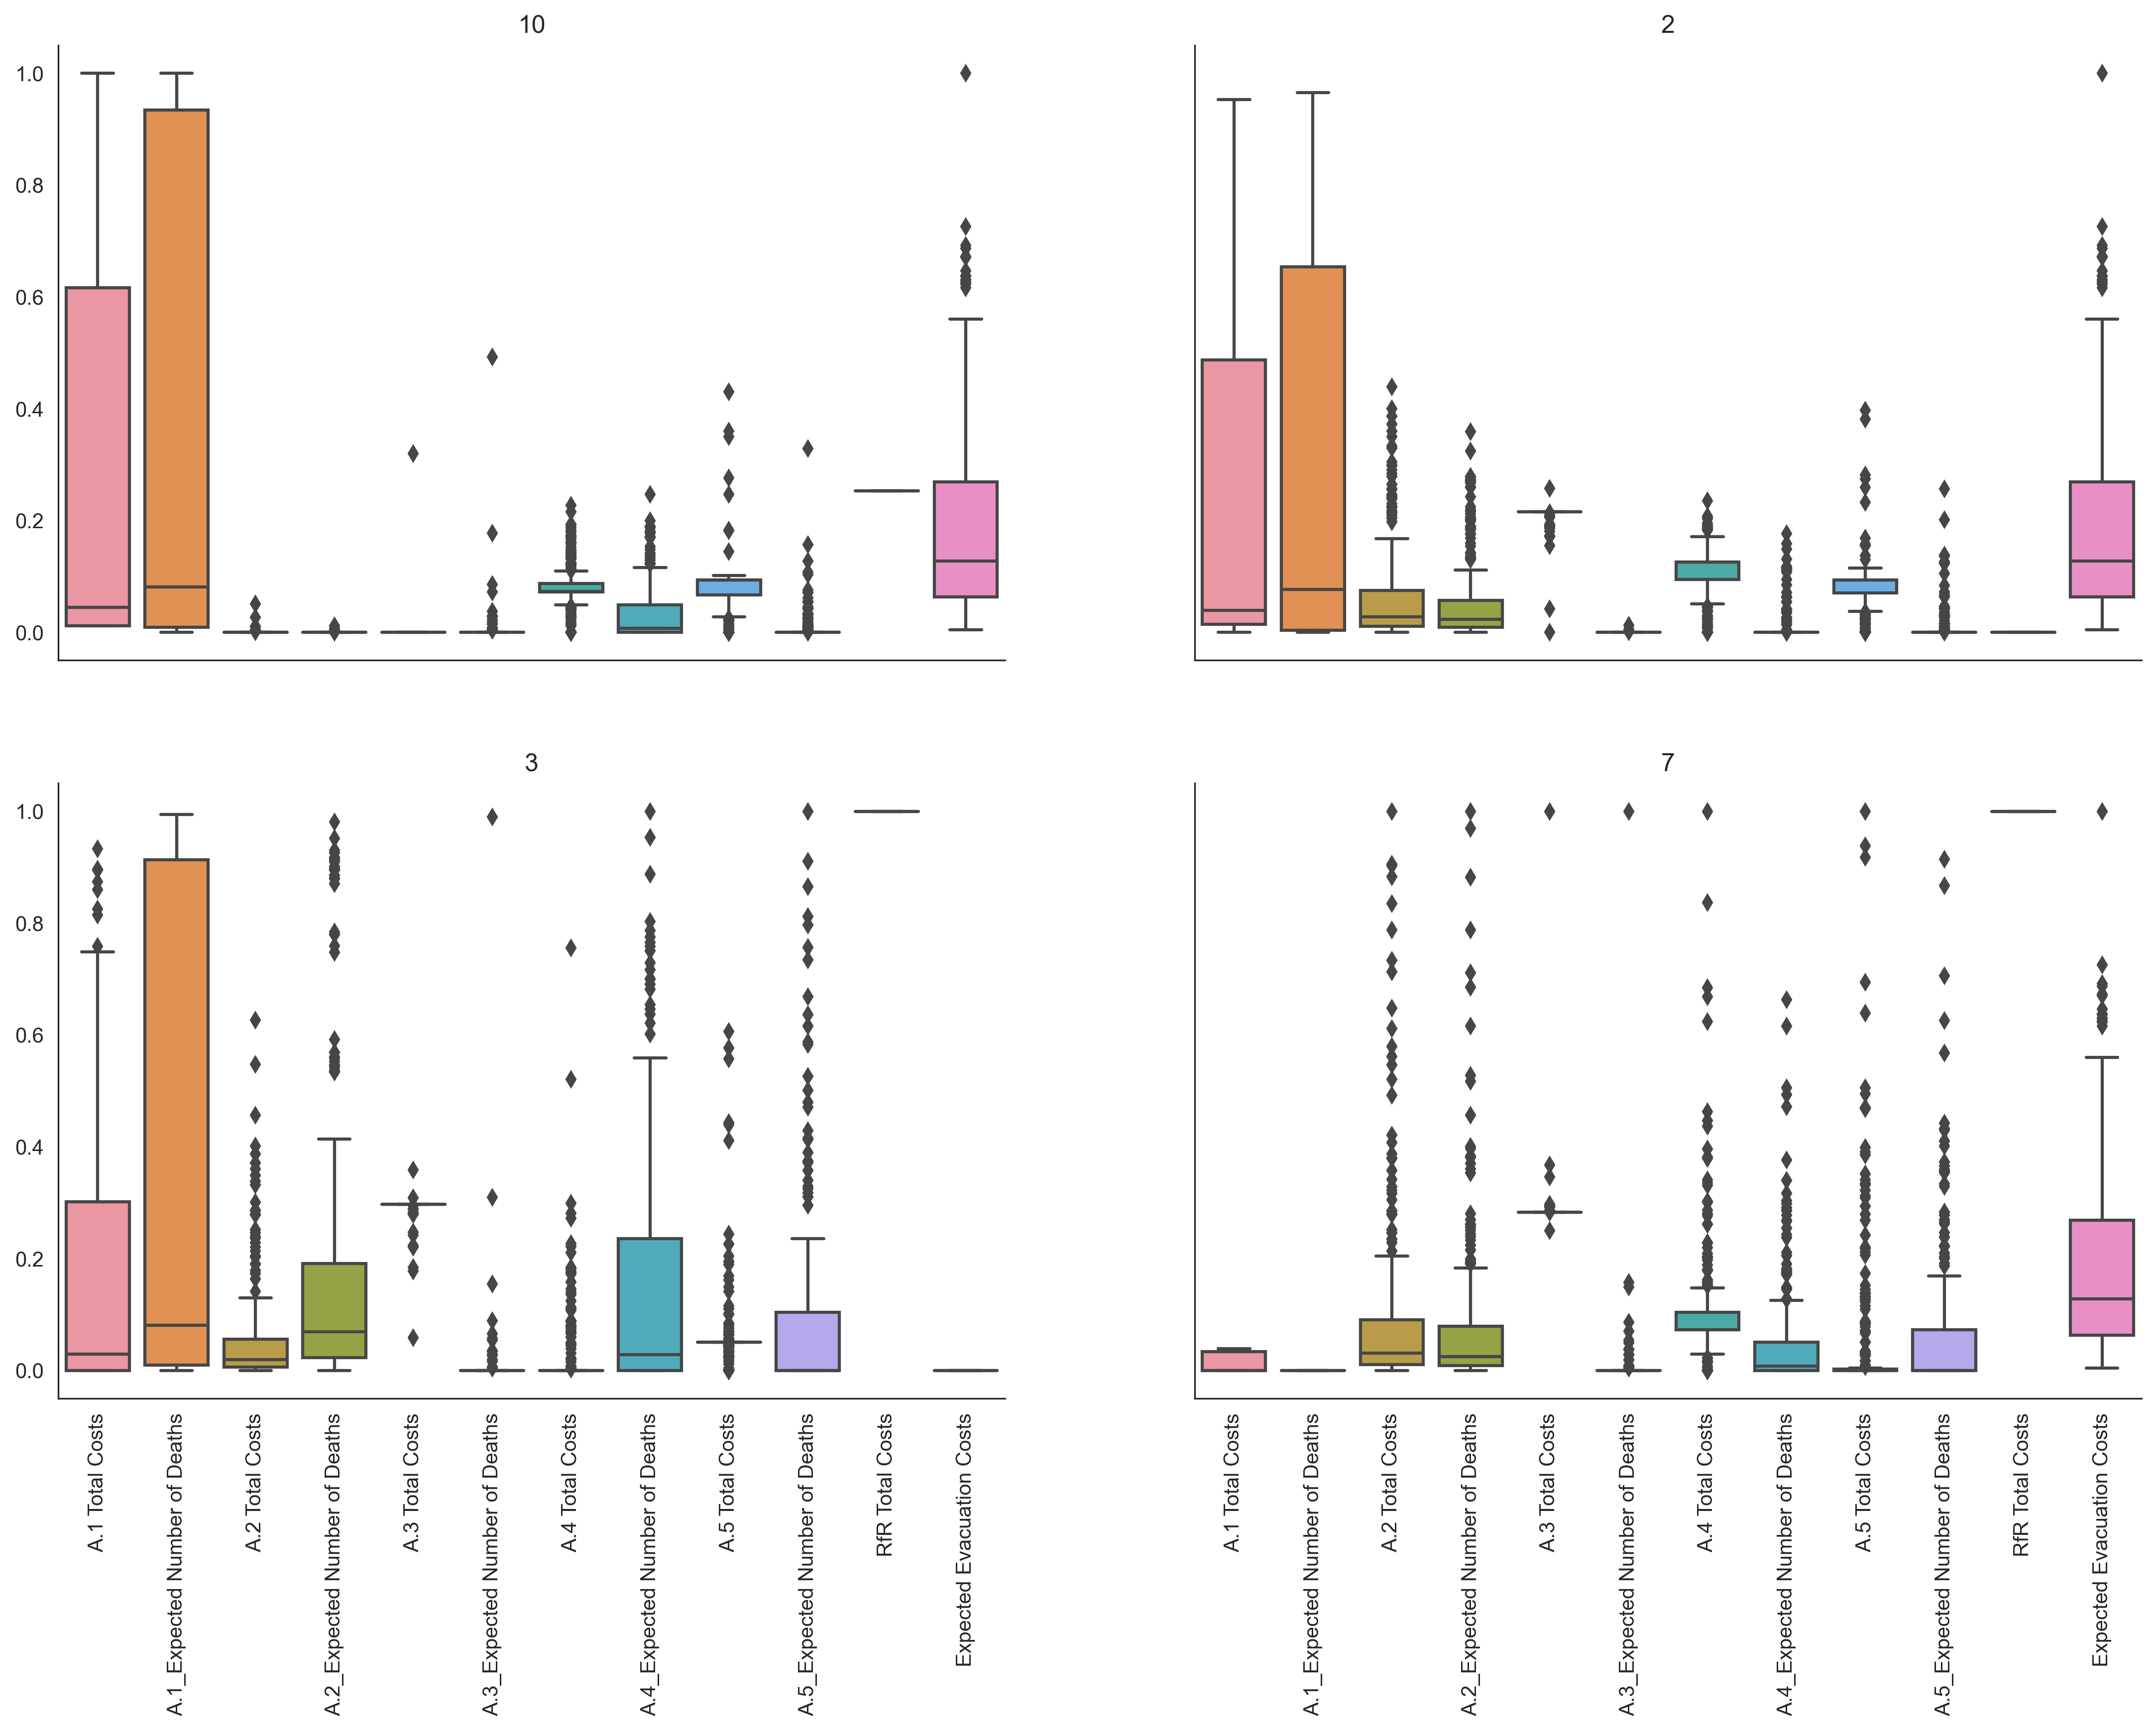 10
2
1.0
0.8
0.6
0.4
0.2
0.0
3
7
1.0
0.8
0.6
0.4
0.2
0.0
A.1 Total Costs
A.1_Expected Number of Deaths
A.2 Total Costs
A.2_Expected Number of Deaths
A.3 Total Costs
A.3_Expected Number of Deaths
A.4 Total Costs
A.4_Expected Number of Deaths
A.5 Total Costs
A.5_Expected Number of Deaths
RfR Total Costs
Expected Evacuation Costs
A.1 Total Costs
A.1_Expected Number of Deaths
A.2 Total Costs
A.2_Expected Number of Deaths
A.3 Total Costs
A.3_Expected Number of Deaths
A.4 Total Costs
A.4_Expected Number of Deaths
A.5 Total Costs
A.5_Expected Number of Deaths
RfR Total Costs
Expected Evacuation Costs